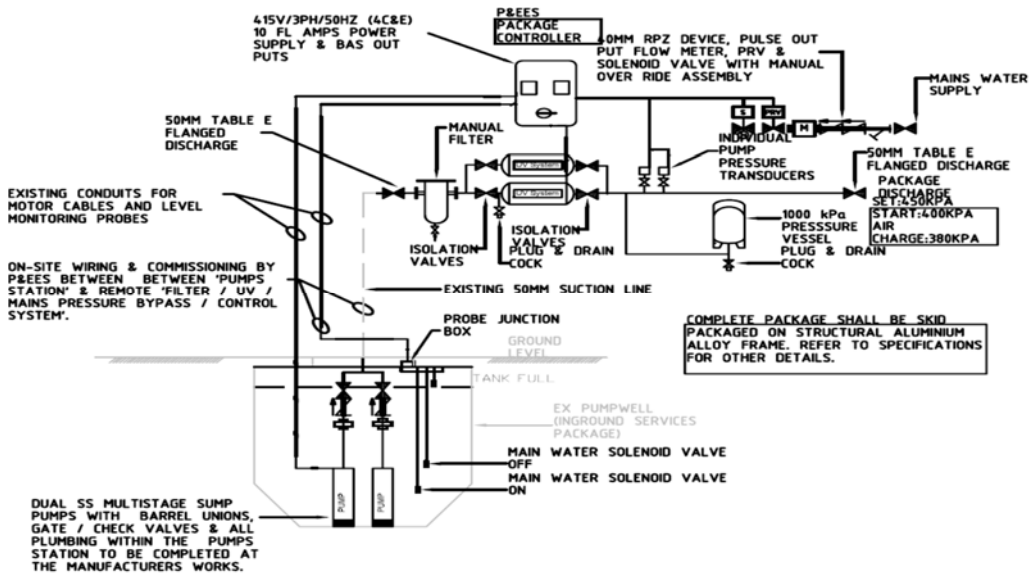 415V/3PH/50HZ (4C&E)
10 FL AMPS POWER
SUPPLY & BAS OUT
PUTS
P&EES
PACKAGE
CONTROLLER
40MM RPZ DEVICE, PULSE OUT
PUT FLOW METER, PRV &
SOLENOID VALVE WITH MANUAL
OVER RIDE ASSEMBLY
MAINS WATER
SUPPLY
S
PRV
M
50MM TABLE E
FLANGED
DISCHARGE
MANUAL
FILTER
UV System
UV System
INDIVIDUAL
PUMP
PRESSURE
TRANSDUCERS
50MM TABLE E
FLANGED DISCHARGE
PACKAGE
DISCHARGE
SET:450KPA
START:400KPA
AIR
CHARGE:380KPA
EXISTING CONDUITS FOR
MOTOR CABLES AND LEVEL
MONITORING PROBES
ISOLATION
VALVES
ISOLATION
VALVES
PLUG & DRAIN
COCK
1000 kPa
PRESSSURE
VESSEL
PLUG & DRAIN
COCK
ON-SITE WIRING & COMMISSIONING BY
P&EES BETWEEN BETWEEN 'PUMPS
STATION' & REMOTE 'FILTER / UV /
MAINS PRESSURE BYPASS / CONTROL
SYSTEM'.
EXISTING 50MM SUCTION LINE
PROBE JUNCTION
BOX
GROUND
LEVEL
TANK FULL
COMPLETE PACKAGE SHALL BE SKID
PACKAGED ON STRUCTURAL ALUMINIUM
ALLOY FRAME. REFER TO SPECIFICATIONS
FOR OTHER DETAILS.
EX PUMPWELL
(INGROUND SERVICES
PACKAGE)
MAIN WATER SOLENOID VALVE
OFF
MAIN WATER SOLENOID VALVE
ON
PUMP
PUMP
DUAL SS MULTISTAGE SUMP
PUMPS WITH BARREL UNIONS,
GATE / CHECK VALVES & ALL
PLUMBING WITHIN THE PUMPS
STATION TO BE COMPLETED AT
THE MANUFACTURERS WORKS.